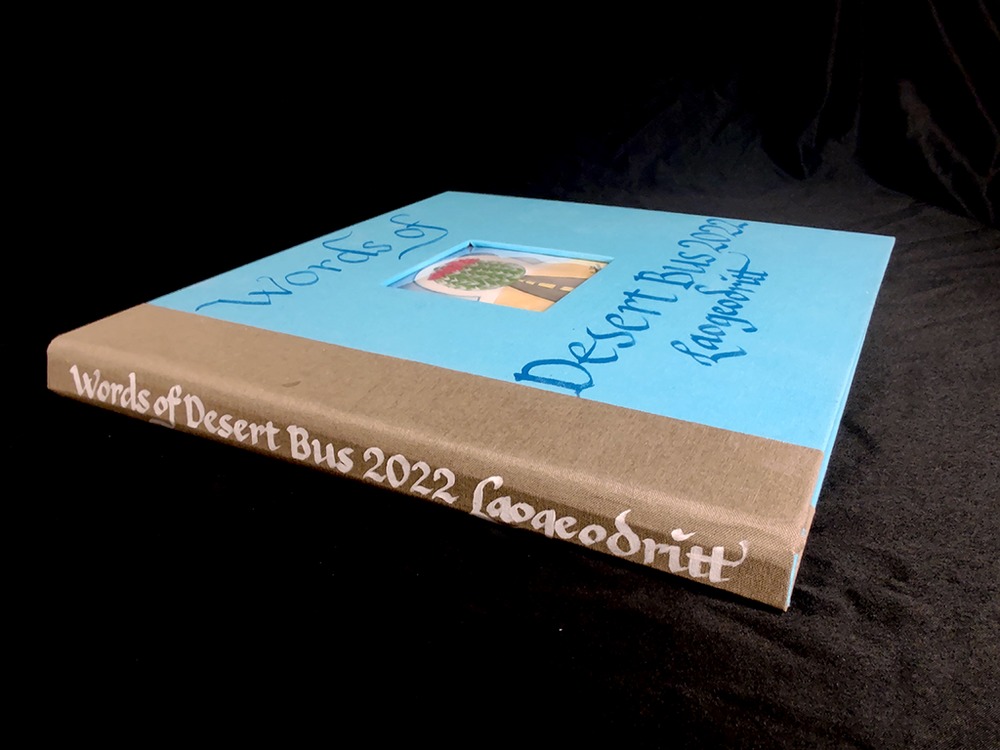 Words of
Desert Bus 2022
Laogeodritt
Words of Desert Bus 2022 Laogeodritt